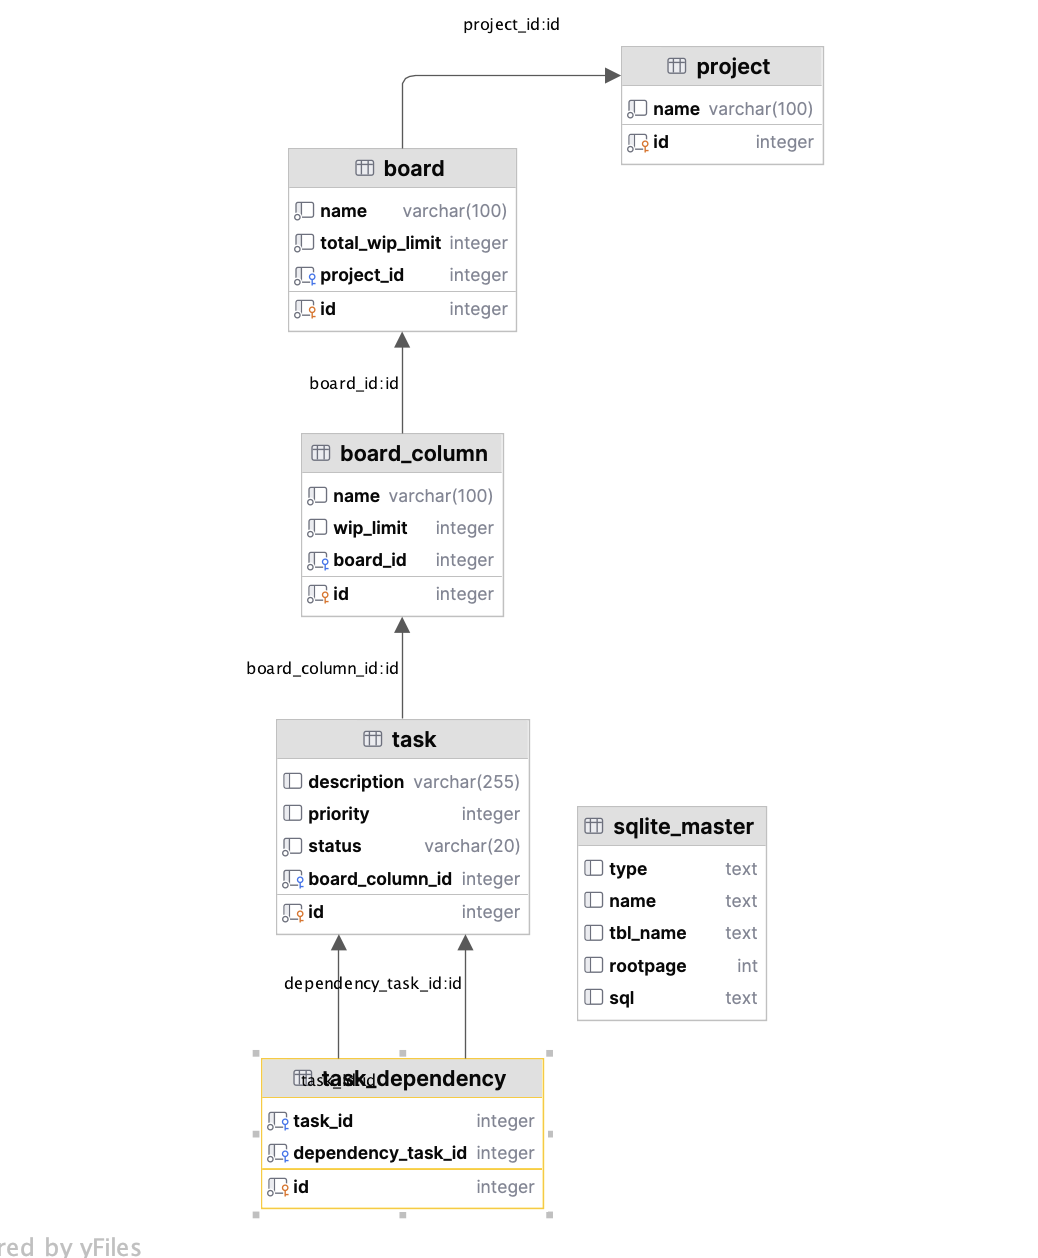 project_id:id
project
name varchar(100)
id integer
board
name varchar(100)
total_wip_limit integer
project_id integer
id integer
board_id:id
board_column
name varchar(100)
wip_limit integer
board_id integer
id integer
board_column_id:id
task
description varchar(255)
priority integer
status varchar(20)
board_column_id integer
id integer
sqlite_master
type text
name text
tbl_name text
rootpage int
sql text
dependency_task_id:id
task_id:id
task_dependency
task_id integer
dependency_task_id integer
id integer
red by yFiles